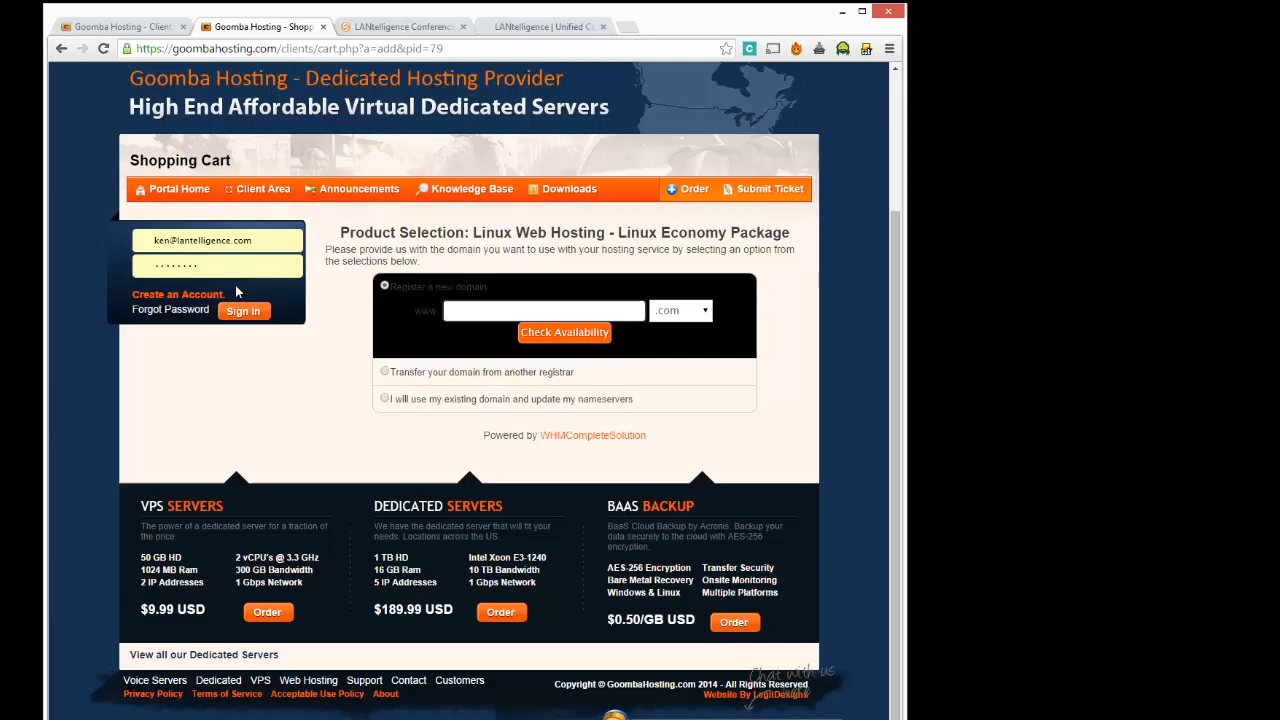 Goomba Hosting - Client
Goomba Hosting - Shopp
LANtelligence Conferenc
LANtelligence | Unified C
https://goombahosting.com/clients/cart.php?a=add&pid=79
Goomba Hosting - Dedicated Hosting Provider
High End Affordable Virtual Dedicated Servers
Shopping Cart
Portal Home Client Area Announcements Knowledge Base Downloads Order Submit Ticket
ken@lantelligence.com
Create an Account.
Forgot Password Sign In
Product Selection: Linux Web Hosting - Linux Economy Package
Please provide us with the domain you want to use with your hosting service by selecting an option from
the selections below.
Register a new domain
www .com
Check Availability
Transfer your domain from another registrar
I will use my existing domain and update my nameservers
Powered by WHMCompleteSolution
VPS SERVERS
The power of a dedicated server for a fraction of
the price.
50 GB HD 2 vCPU's @ 3.3 GHz
1024 MB Ram 300 GB Bandwidth
2 IP Addresses 1 Gbps Network
$9.99 USD Order
DEDICATED SERVERS
We have the dedicated server that will fit your
needs. Locations across the US
1 TB HD Intel Xeon E3-1240
16 GB Ram 10 TB Bandwidth
5 IP Addresses 1 Gbps Network
$189.99 USD Order
BAAS BACKUP
BaaS Cloud Backup by Acronis. Backup your
data securely to the cloud with AES-256
encryption.
AES-256 Encryption Transfer Security
Bare Metal Recovery Onsite Monitoring
Windows & Linux Multiple Platforms
$0.50/GB USD Order
View all our Dedicated Servers
Voice Servers Dedicated VPS Web Hosting Support Contact Customers
Privacy Policy Terms of Service Acceptable Use Policy About
Chat with us
Copyright © GoombaHosting.com 2014 - All Rights Reserved
Website By LegitDesigns